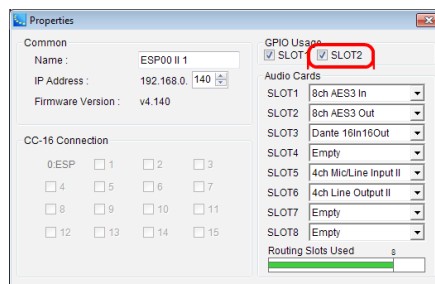 Properties
Common
Name :
ESP00 II 1
IP Address :
192.168.0.
140
Firmware Version :
v4.140
CC-16 Connection
0:ESP
1
2
3
4
5
6
7
8
9
10
11
12
13
14
15
GPIO Usage
SLOT1
SLOT2
Audio Cards
SLOT1
8ch AES3 In
SLOT2
8ch AES3 Out
SLOT3
Dante 16In16Out
SLOT4
Empty
SLOT5
4ch Mic/Line Input II
SLOT6
4ch Line Output II
SLOT7
Empty
SLOT8
Empty
Routing Slots Used
8